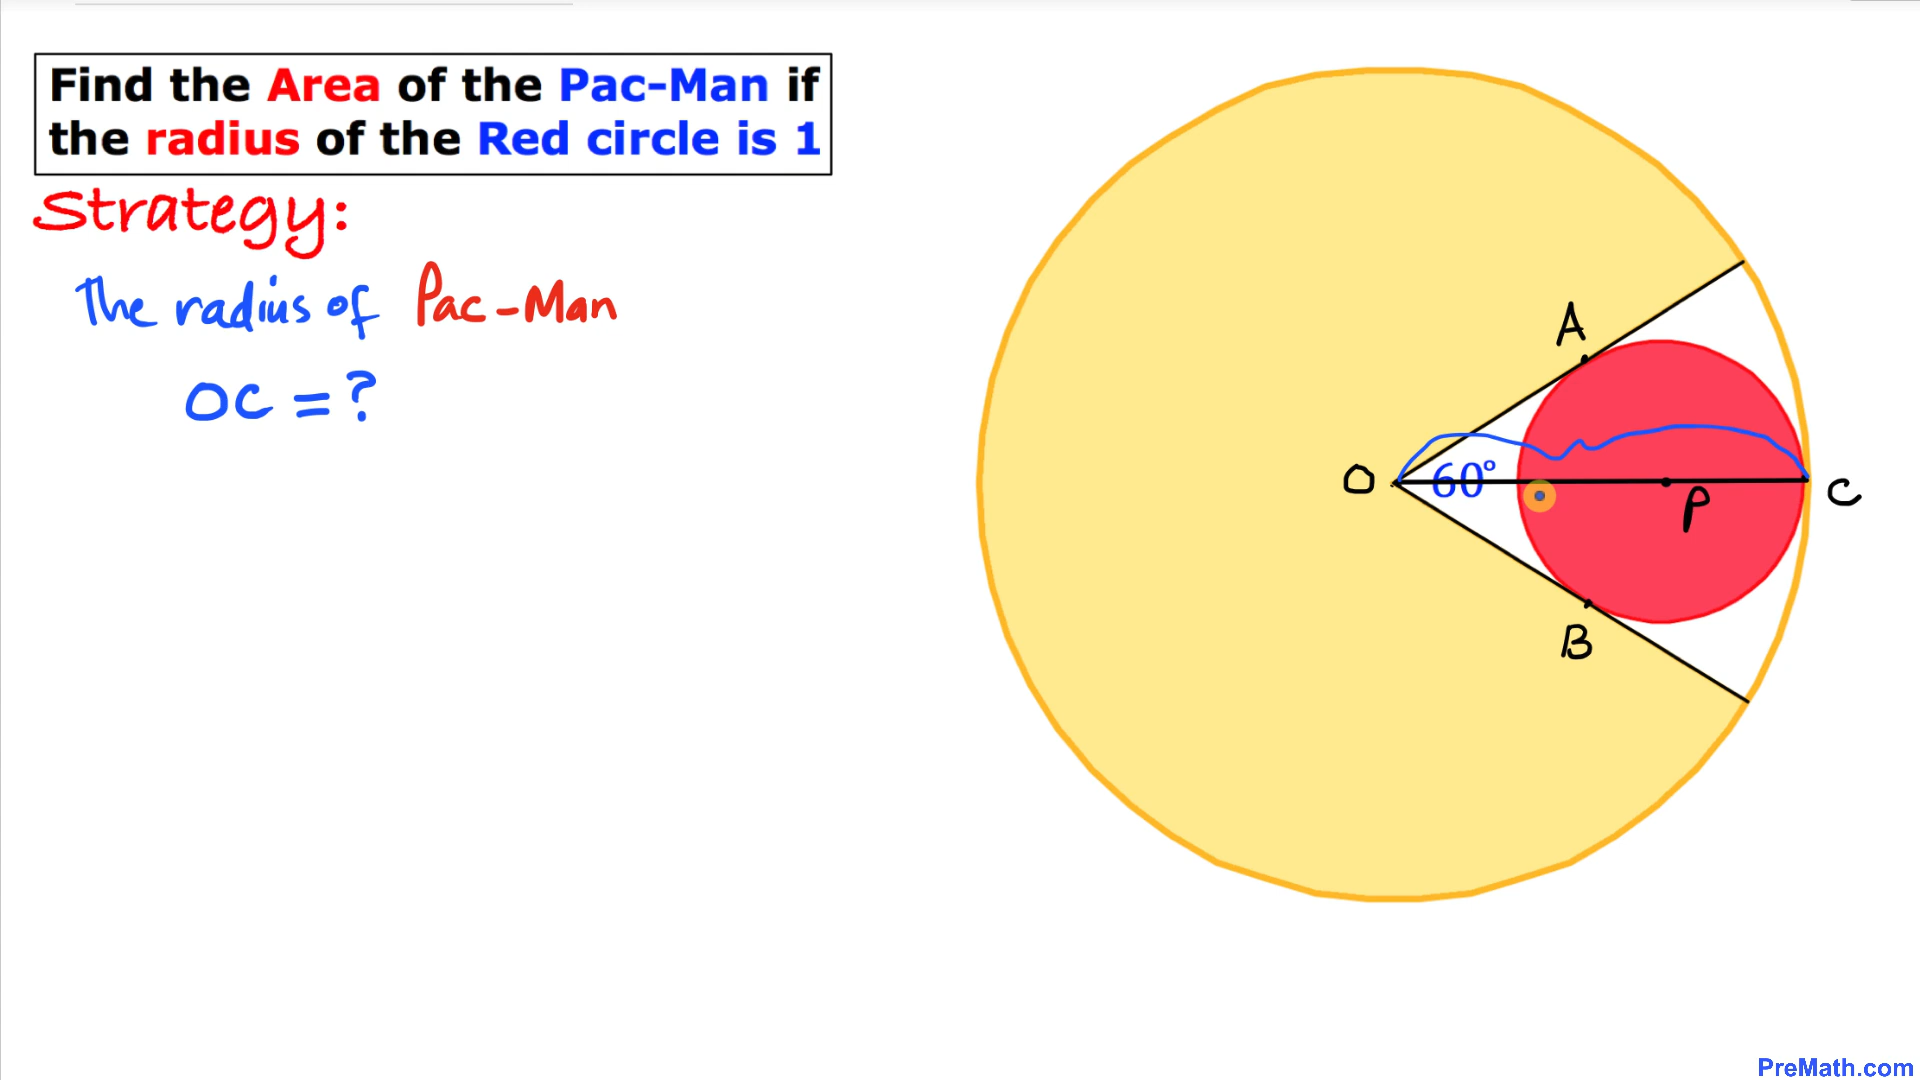 Find the Area of the Pac-Man if
the radius of the Red circle is 1
Strategy:
The radius of Pac-Man
OC = ?
A
O
60°
P
C
B
PreMath.com